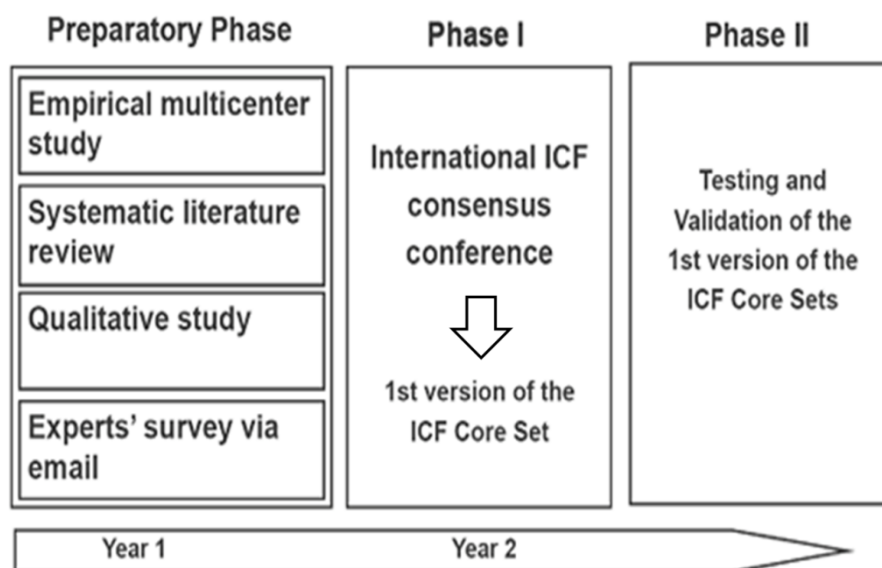 Preparatory Phase
Empirical multicenter
study
Systematic literature
review
Qualitative study
Experts’ survey via
email
Phase I
International ICF
consensus
conference
1st version of the
ICF Core Set
Phase II
Testing and
Validation of the
1st version of the
ICF Core Sets
Year 1
Year 2